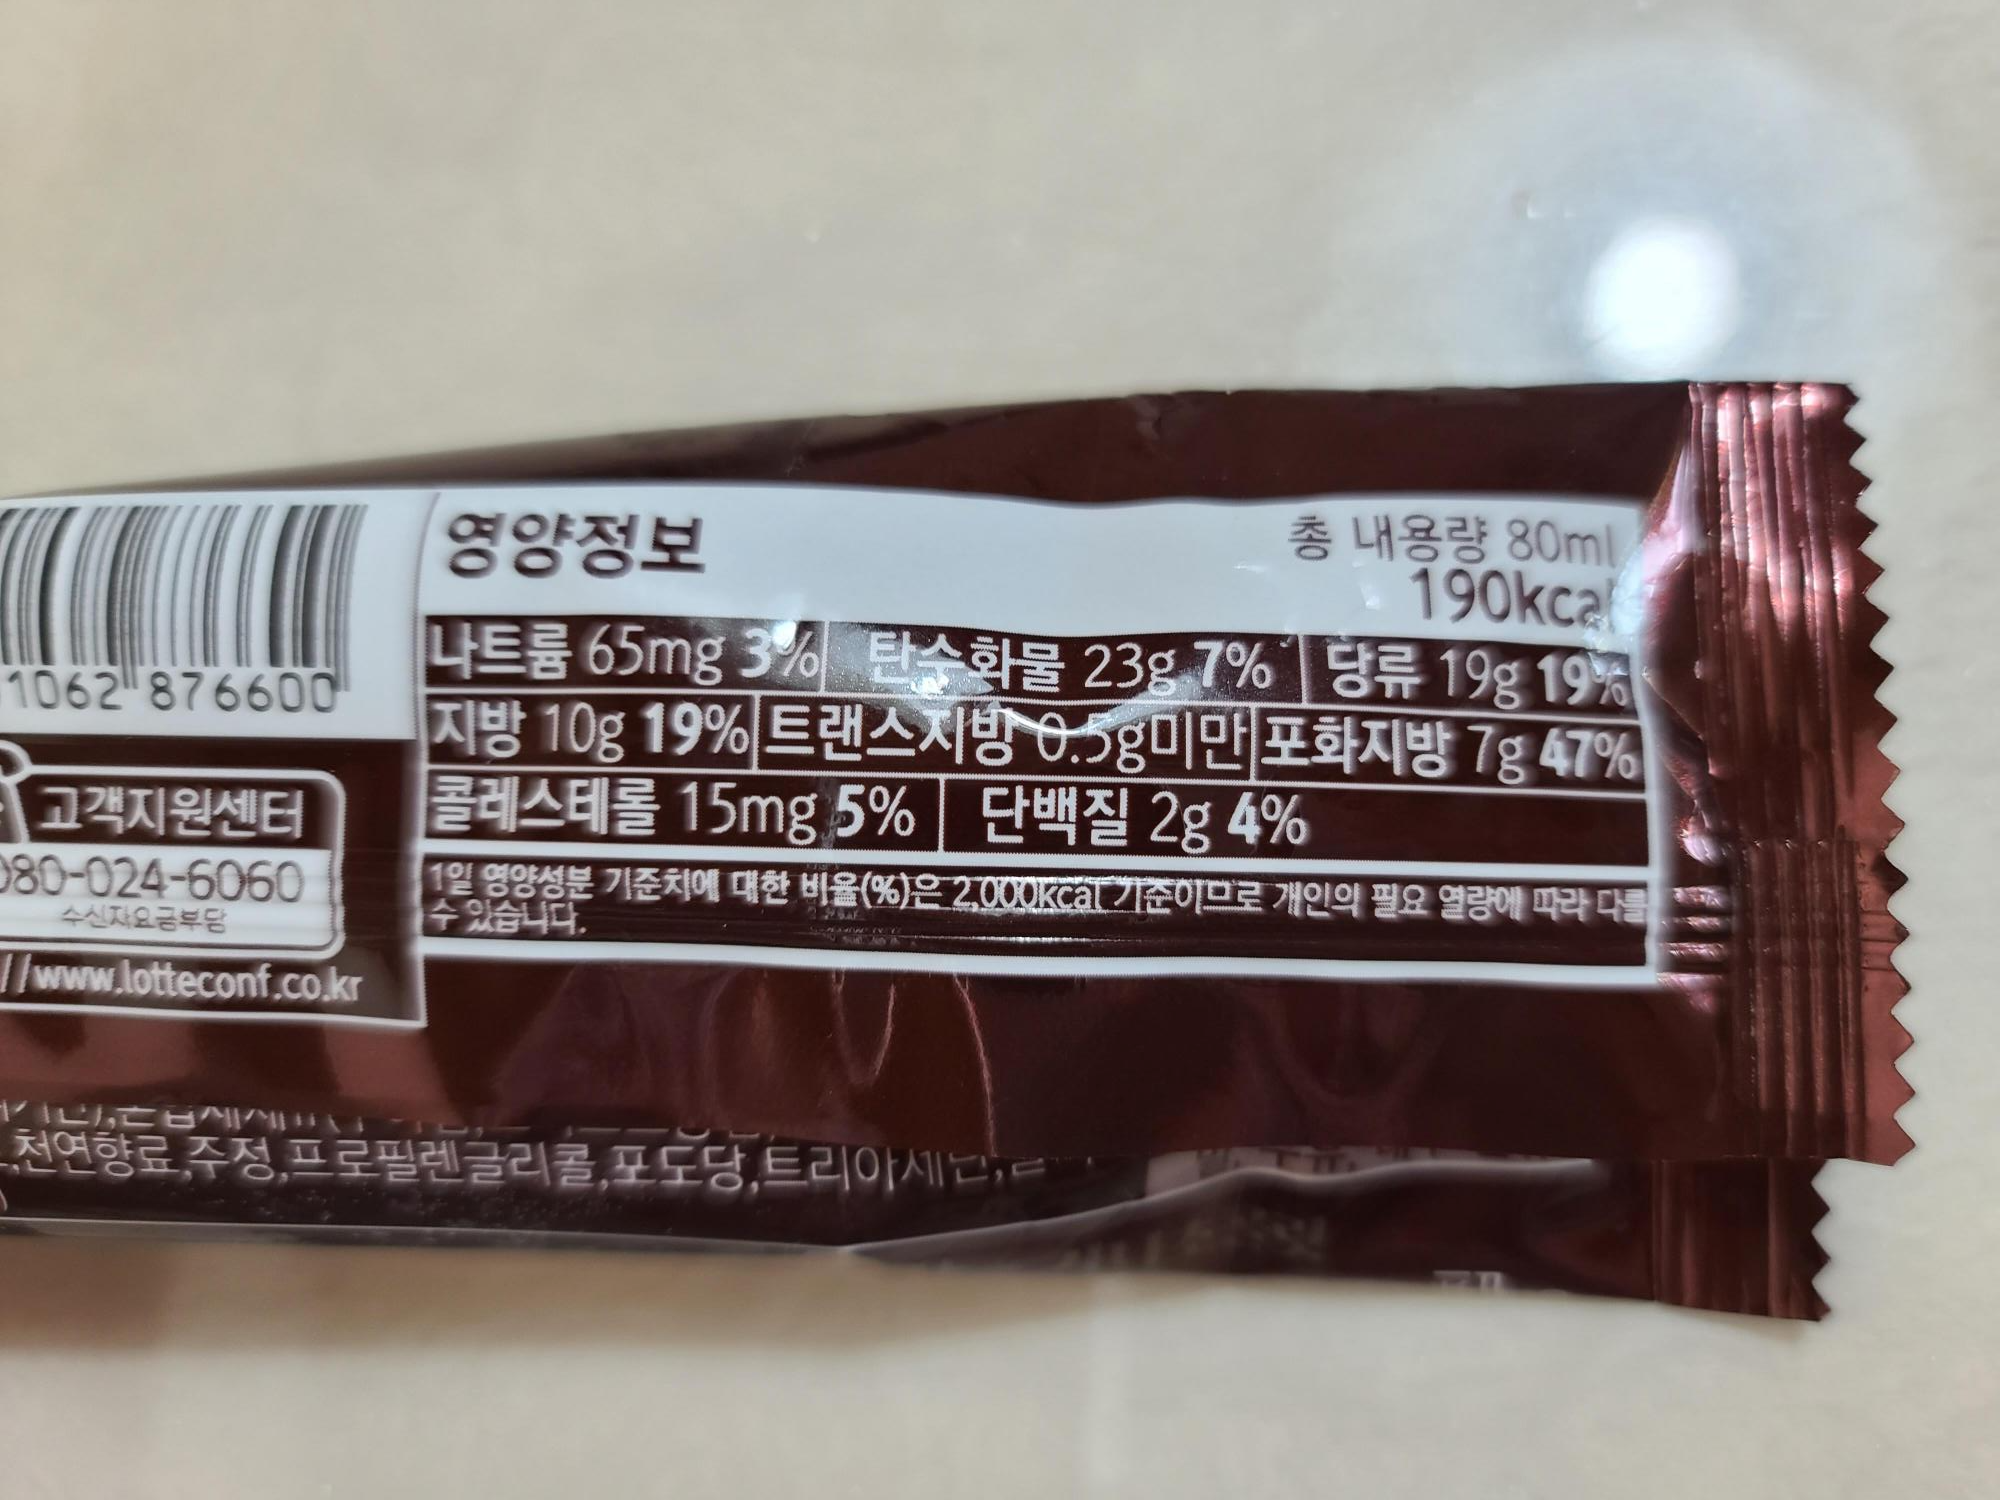 영양정보
총 내용량 80ml
190kcal
나트륨 65mg 3% 탄수화물 23g 7% 당류 19g 19%
지방 10g 19% 트랜스지방 0.5g미만 포화지방 7g 47%
콜레스테롤 15mg 5% 단백질 2g 4%
1일 영양성분 기준치에 대한 비율(%)은 2,000kcal 기준이므로 개인의 필요 열량에 따라 다를
수 있습니다.
1062 876600
고객지원센터
080-024-6060
수신자요금부담
//www.lotteconf.co.kr
천연향료,주정,프로필렌글리콜,포도당,트리아세틴,